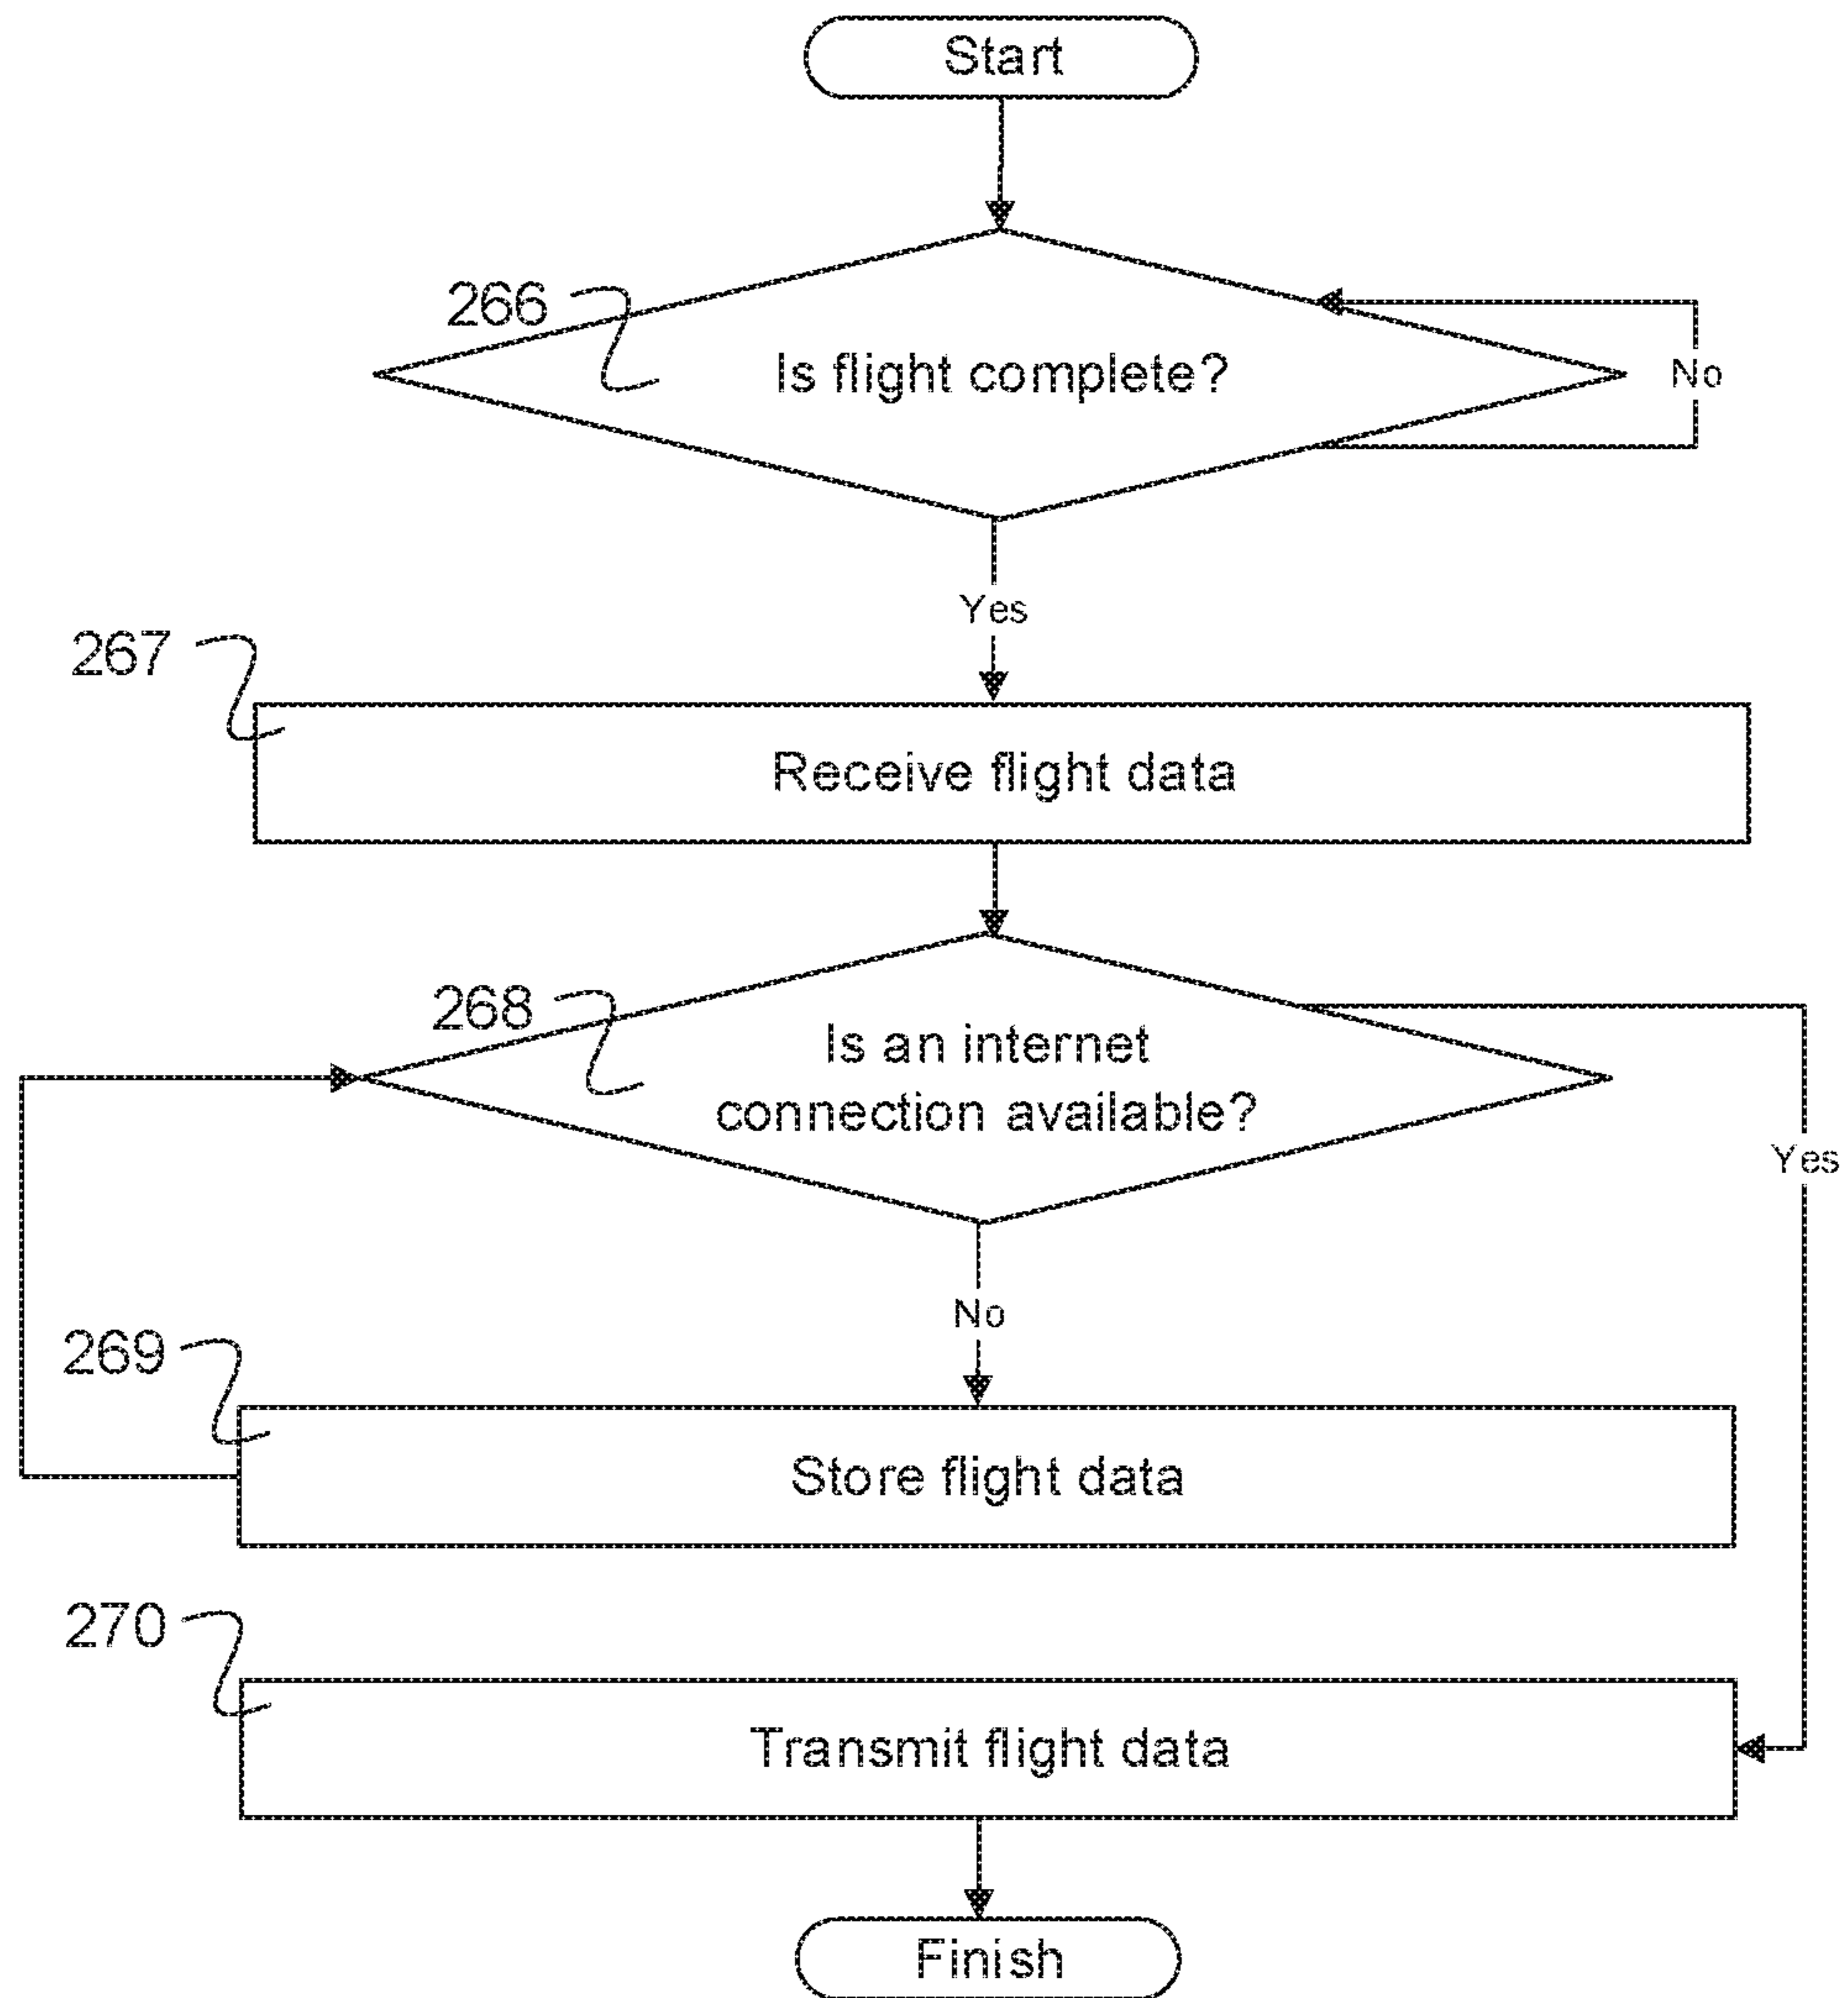 Start
266
Is flight complete?
No
Yes
267
Receive flight data
268
Is an internet
connection available?
Yes
No
269
Store flight data
270
Transmit flight data
Finish